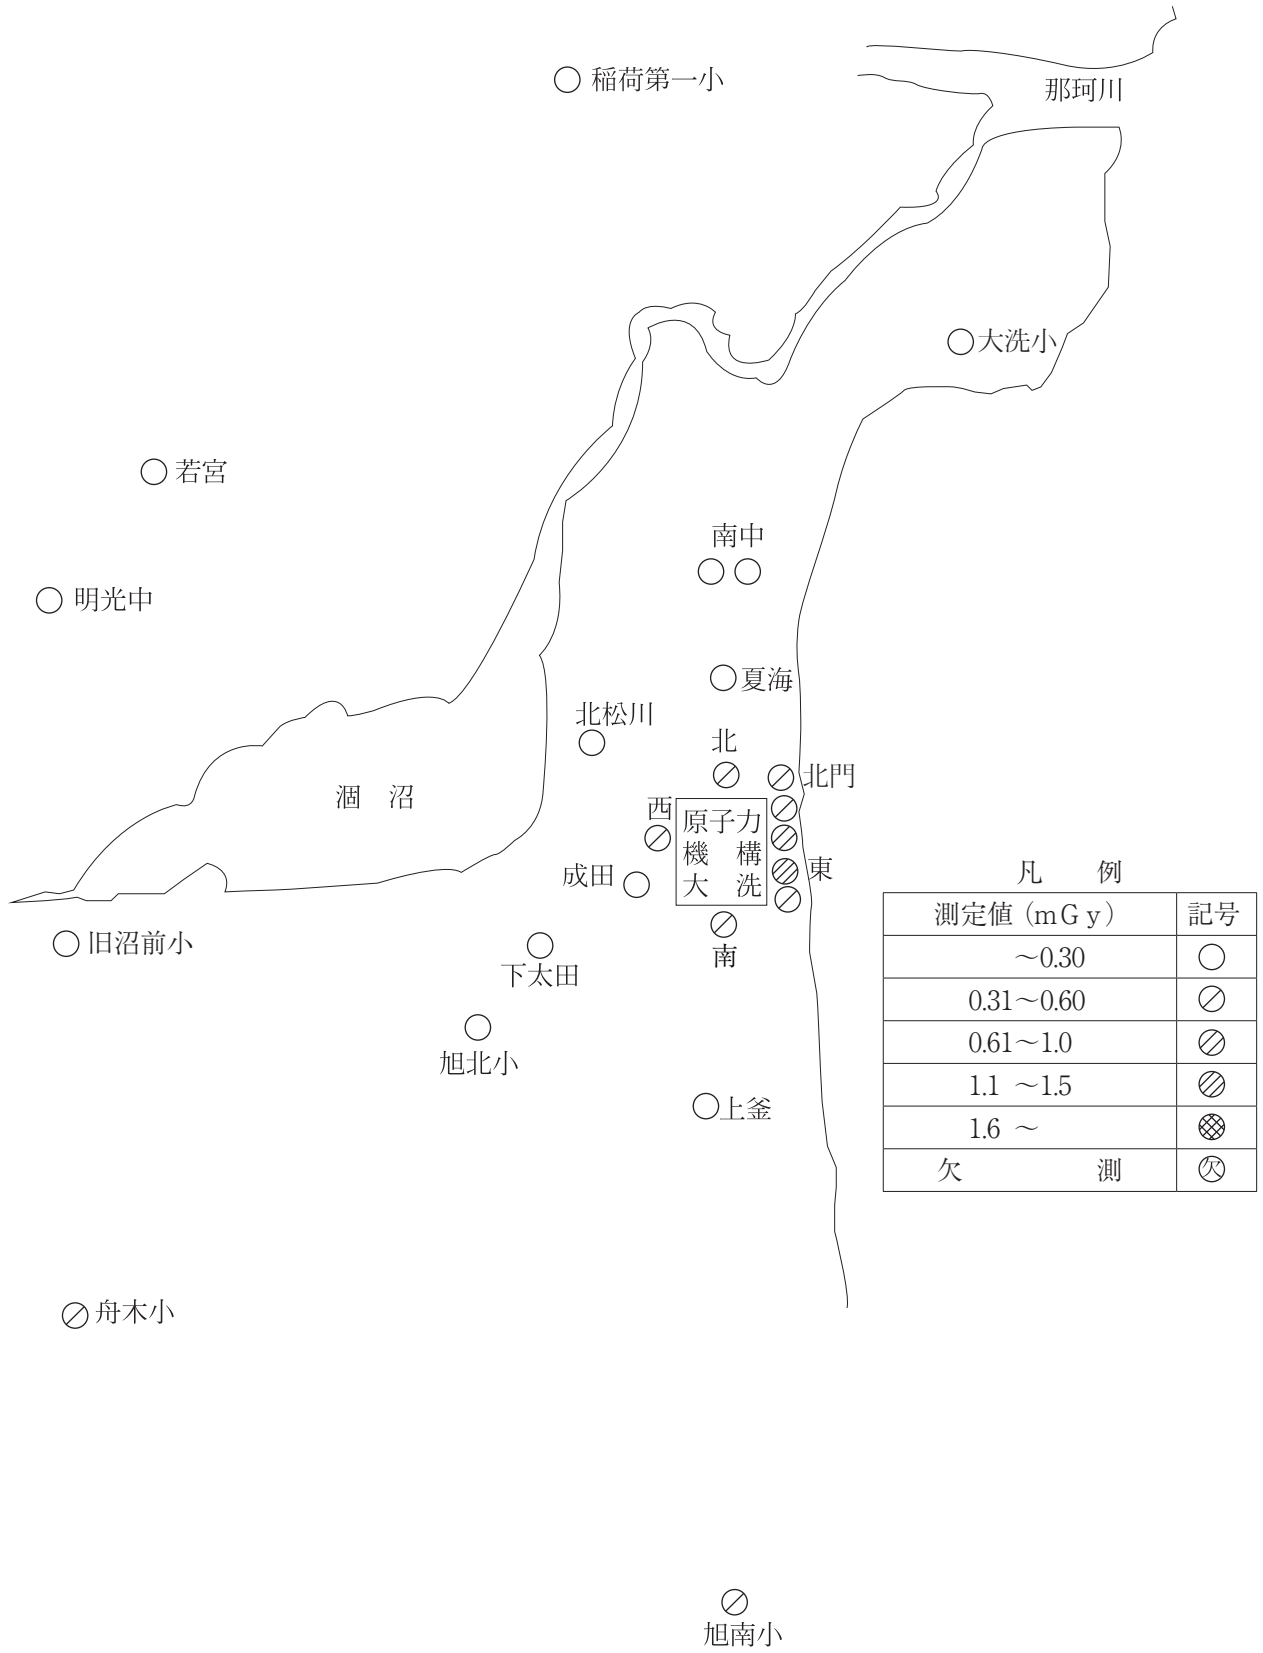 稲荷第一小
那珂川
大洗小
若宮
南中
明光中
夏海
北松川
北
北門
涸　沼
西
原子力
機　構
大　洗
東
成田
旧沼前小
南
下太田
旭北小
上釜
舟木小
旭南小
凡　例
測定値（mGy） 記号
～0.30
0.31～0.60
0.61～1.0
1.1 ～1.5
1.6 ～
欠　測 欠